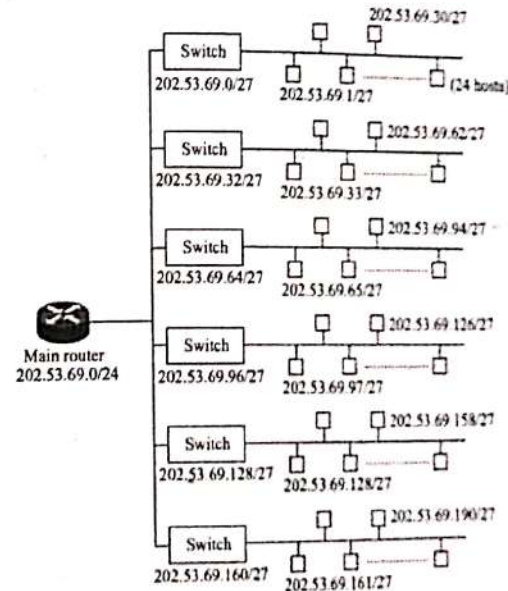 202.53.69.30/27
Switch
202.53.69.0/27
202.53.69.1/27
(24 hosts)
202.53.69.62/27
Switch
202.53.69.32/27
202.53.69.33/27
202.53.69.94/27
Switch
202.53.69.64/27
202.53.69.65/27
Main router
202.53.69.0/24
202.53.69.126/27
Switch
202.53.69.96/27
202.53.69.97/27
202.53.69.158/27
Switch
202.53.69.128/27
202.53.69.128/27
202.53.69.190/27
Switch
202.53.69.160/27
202.53.69.161/27